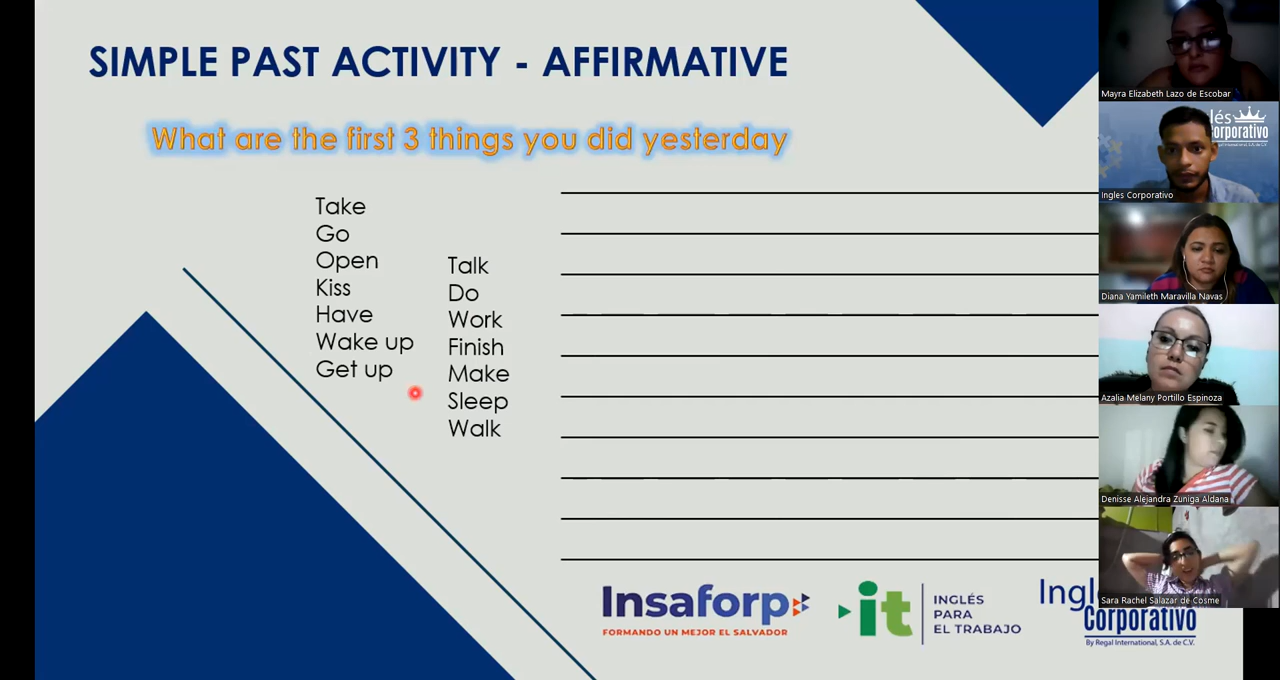 SIMPLE PAST ACTIVITY - AFFIRMATIVE
What are the first 3 things you did yesterday
Take
Go
Open
Kiss
Have
Wake up
Get up
Talk
Do
Work
Finish
Make
Sleep
Walk
Insaforp
FORMANDO UN MEJOR EL SALVADOR
it
INGLÉS
PARA
EL TRABAJO
Ingl
Corporativo
By Regal International, S.A. de C.V.
Mayra Elizabeth Lazo de Escobar
lés
orporativo
Ingles Corporativo
Diana Yamileth Maravilla Navas
Azalia Melany Portillo Espinoza
Denisse Alejandra Zuniga Aldana
Sara Rachel Salazar de Cosme